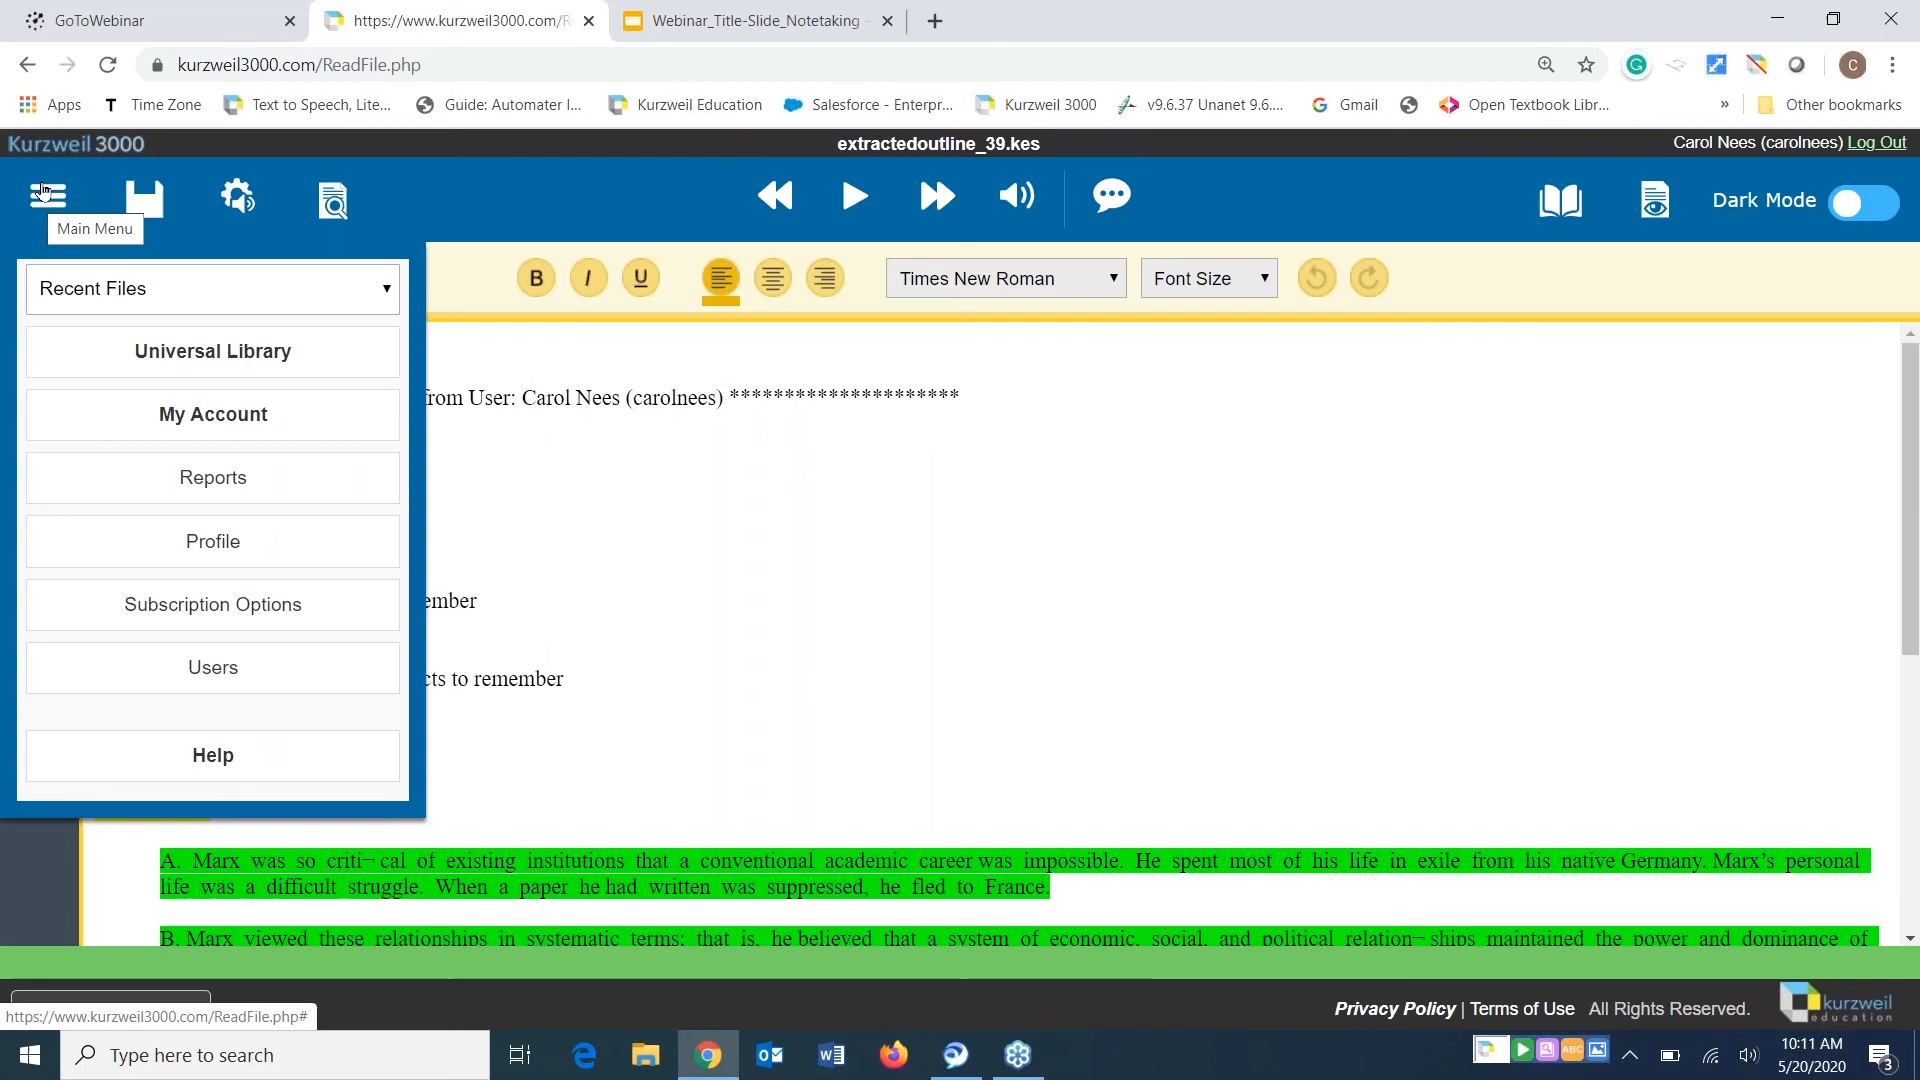 GoToWebinar
https://www.kurzweil3000.com/R
Webinar_Title-Slide_Notetaking
kurzweil3000.com/ReadFile.php
C
Apps
T Time Zone
Text to Speech, Lite...
Guide: Automater I...
Kurzweil Education
Salesforce - Enterpr...
Kurzweil 3000
v9.6.37 Unanet 9.6....
Gmail
Open Textbook Libr...
»
Other bookmarks
Kurzweil 3000
extractedoutline_39.kes
Carol Nees (carolnees) Log Out
Dark Mode
Main Menu
Recent Files
B I U
Times New Roman
Font Size
Universal Library
from User: Carol Nees (carolnees) *********************
My Account
Reports
Profile
ember
Subscription Options
Users
cts to remember
Help
A. Marx was so criti¬ cal of existing institutions that a conventional academic career was impossible. He spent most of his life in exile from his native Germany. Marx's personal
life was a difficult struggle. When a paper he had written was suppressed, he fled to France.
B. Marx viewed these relationships in systematic terms; that is, he believed that a system of economic, social, and political relation¬ ships maintained the power and dominance of
Privacy Policy | Terms of Use All Rights Reserved.
kurzweil
education
https://www.kurzweil3000.com/ReadFile.php#
Type here to search
ABC
10:11 AM
5/20/2020
3